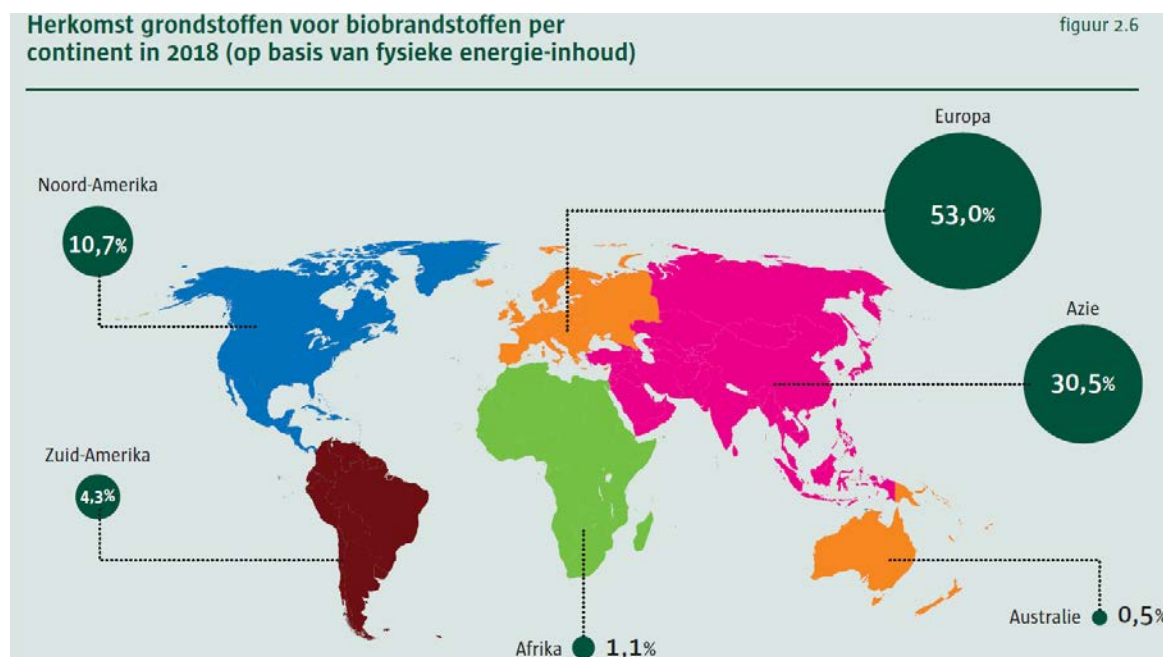 Herkomst grondstoffen voor biobrandstoffen per
continent in 2018 (op basis van fysieke energie-inhoud)
figuur 2.6
Europa
53,0%
Noord-Amerika
10,7%
Azie
30,5%
Zuid-Amerika
4,3%
Australie 0,5%
Afrika 1,1%